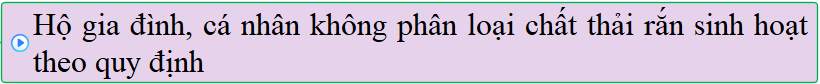 Hộ gia đình, cá nhân không phân loại chất thải rắn sinh hoạt
theo quy định